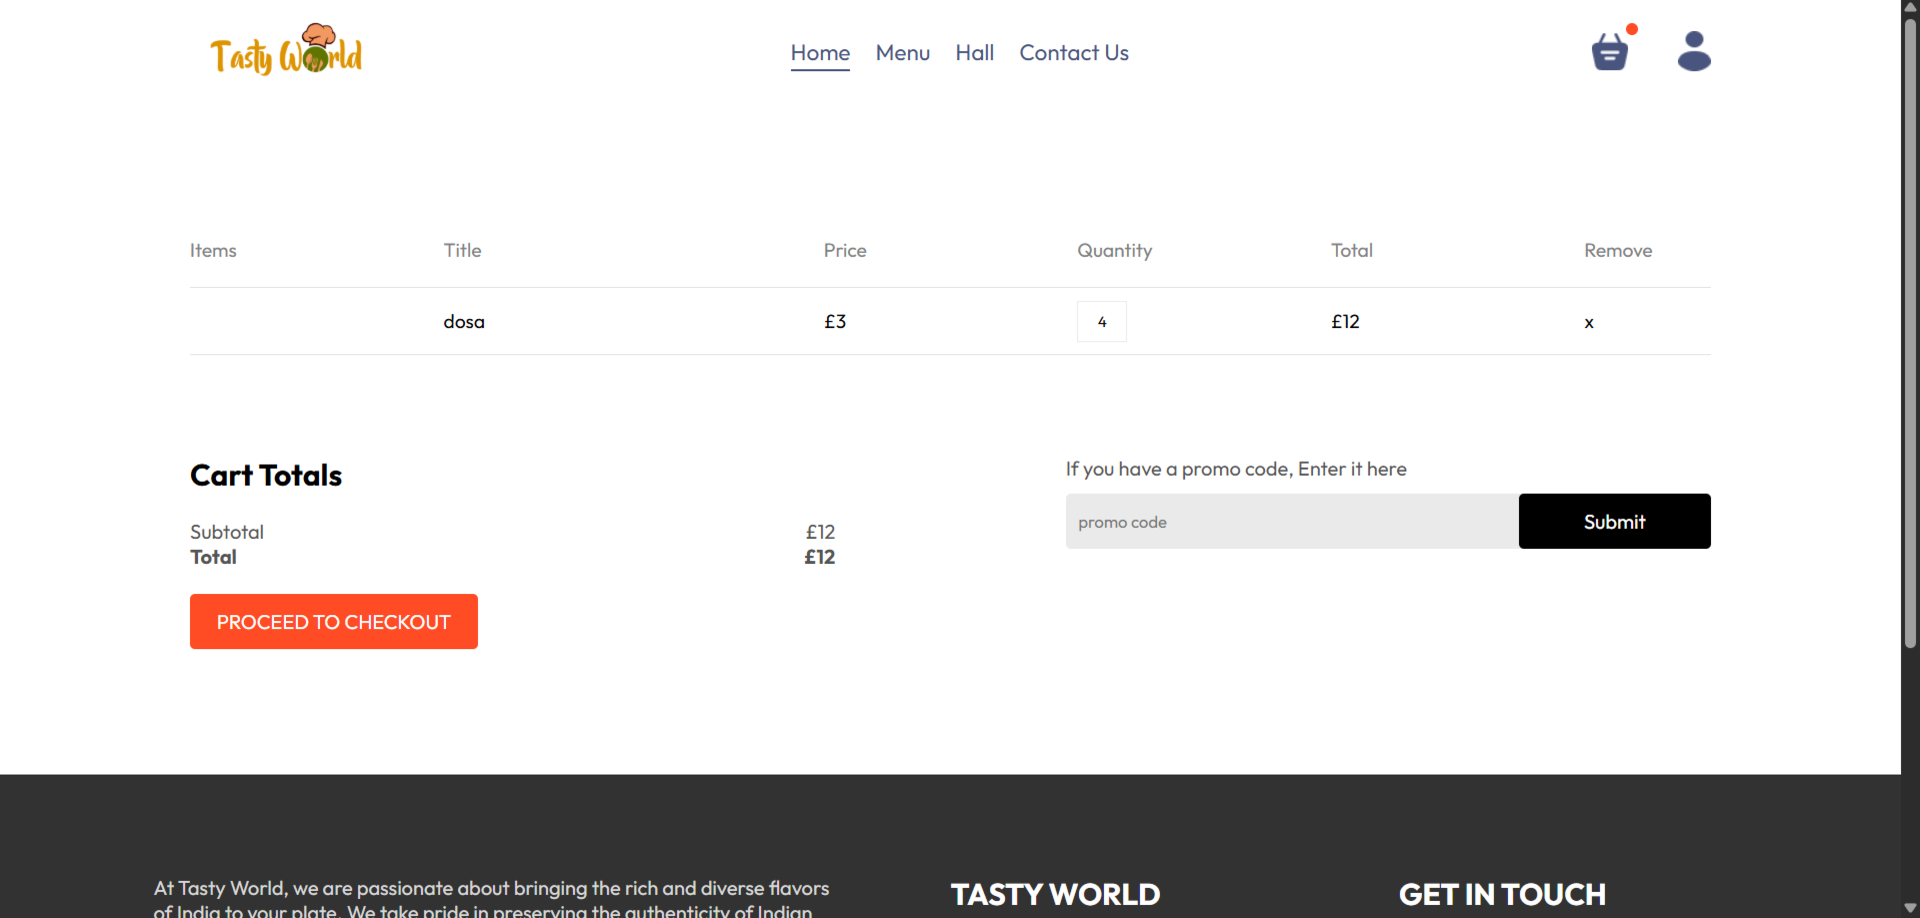 Tasty World
Home Menu Hall Contact Us
Items Title Price Quantity Total Remove
dosa £3 4 £12 x
Cart Totals
Subtotal £12
Total £12
PROCEED TO CHECKOUT
If you have a promo code, Enter it here
promo code Submit
At Tasty World, we are passionate about bringing the rich and diverse flavors
of India to your plate. We take pride in preserving the authenticity of Indian
TASTY WORLD
GET IN TOUCH